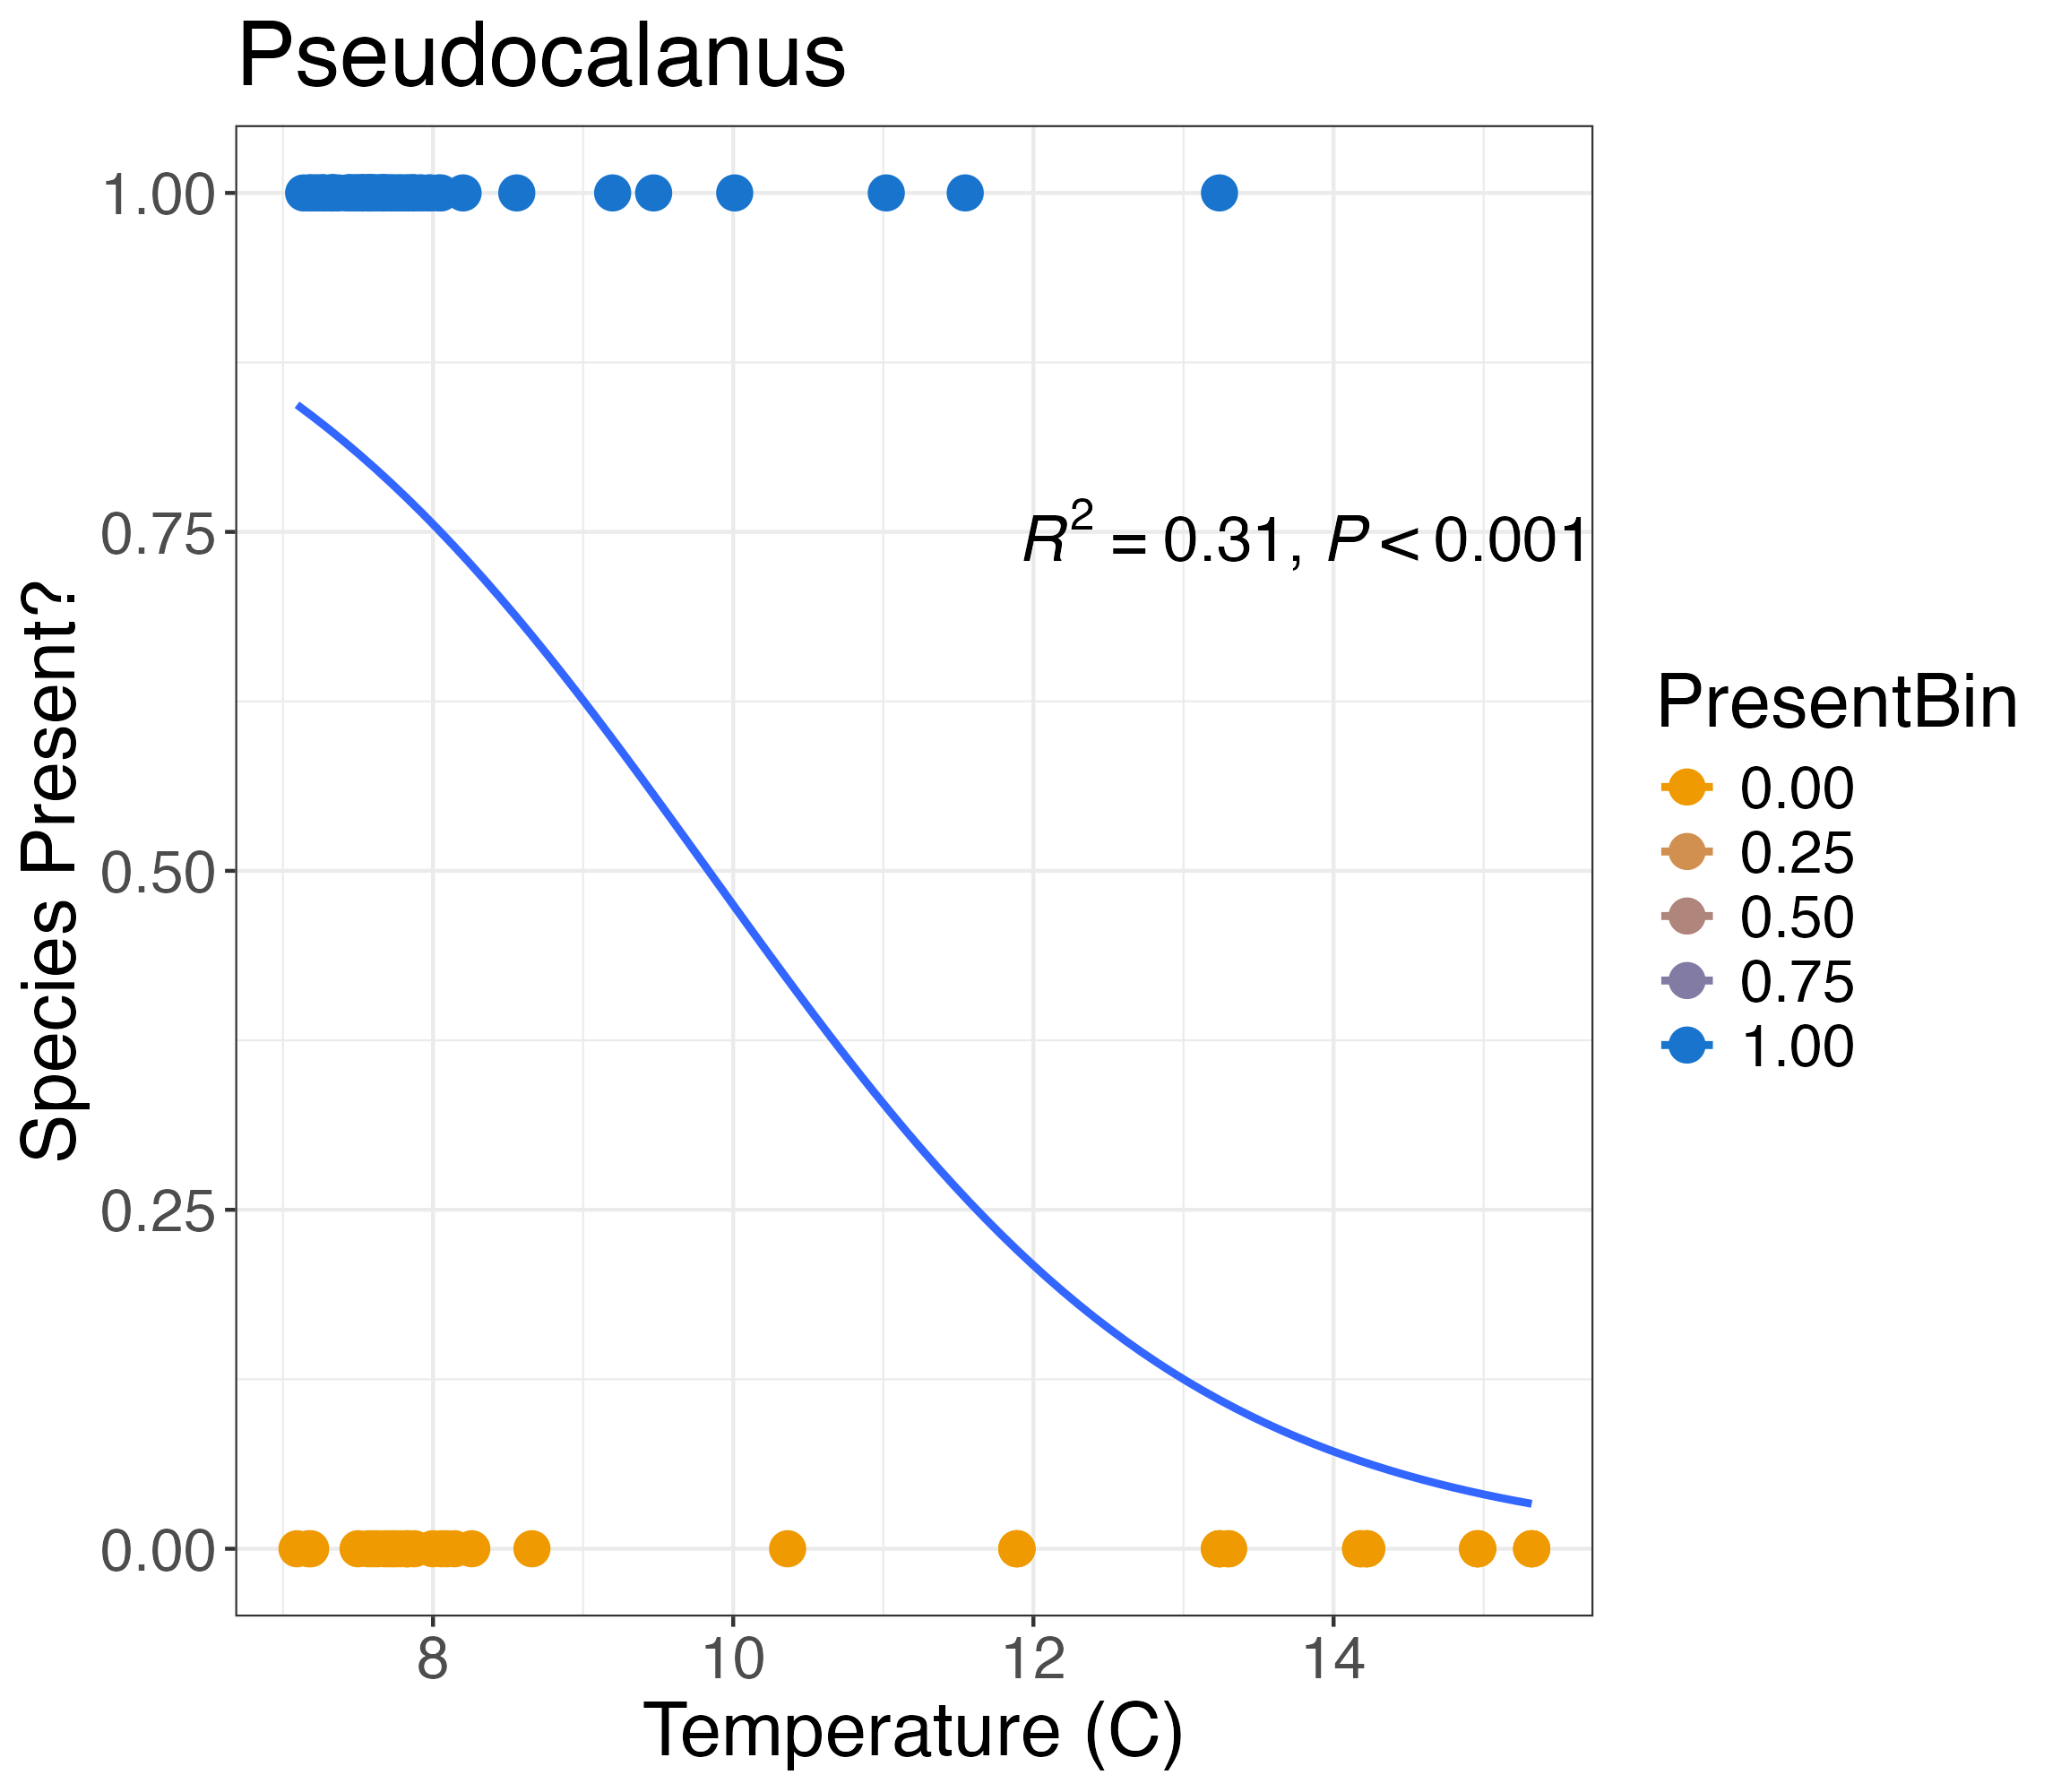 Pseudocalanus
1.00
0.75
0.50
0.25
0.00
Species Present?
R² = 0.31, P < 0.001
8 10 12 14
Temperature (C)
PresentBin
0.00
0.25
0.50
0.75
1.00